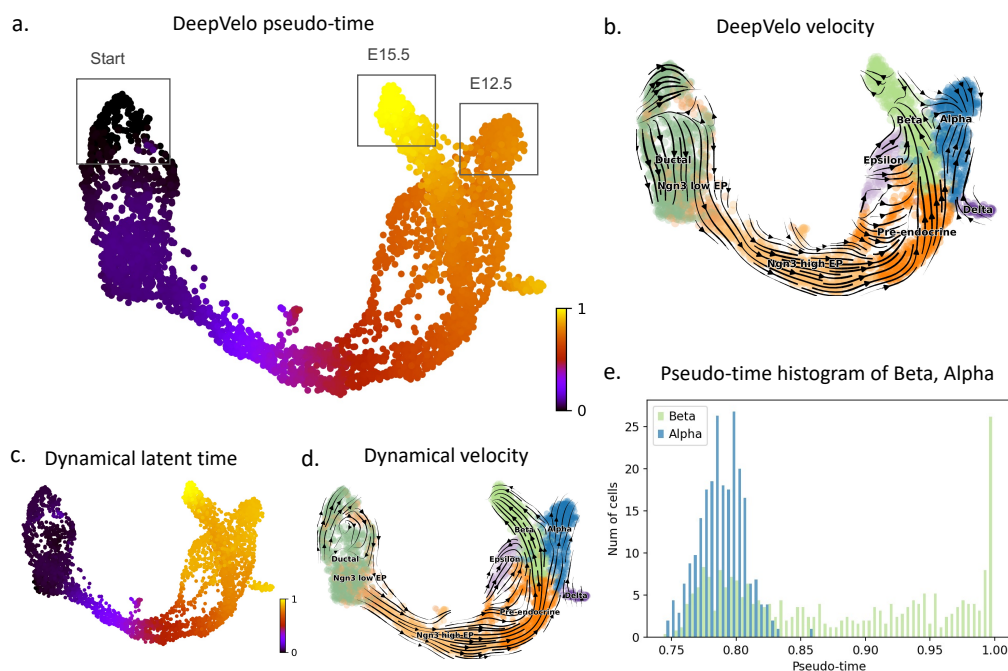 a.
DeepVelo pseudo-time
Start
E15.5
E12.5
1
0
b.
DeepVelo velocity
Beta
Alpha
Ductal
Epsilon
Ngn3 low EP
Delta
Pre-endocrine
Ngn3 high EP
c.
Dynamical latent time
1
0
d.
Dynamical velocity
Beta
Alpha
Ductal
Epsilon
Ngn3 low EP
Delta
Pre-endocrine
Ngn3 high EP
e.
Pseudo-time histogram of Beta, Alpha
Beta
Alpha
Num of cells
25
20
15
10
5
0
0.75 0.80 0.85 0.90 0.95 1.00
Pseudo-time